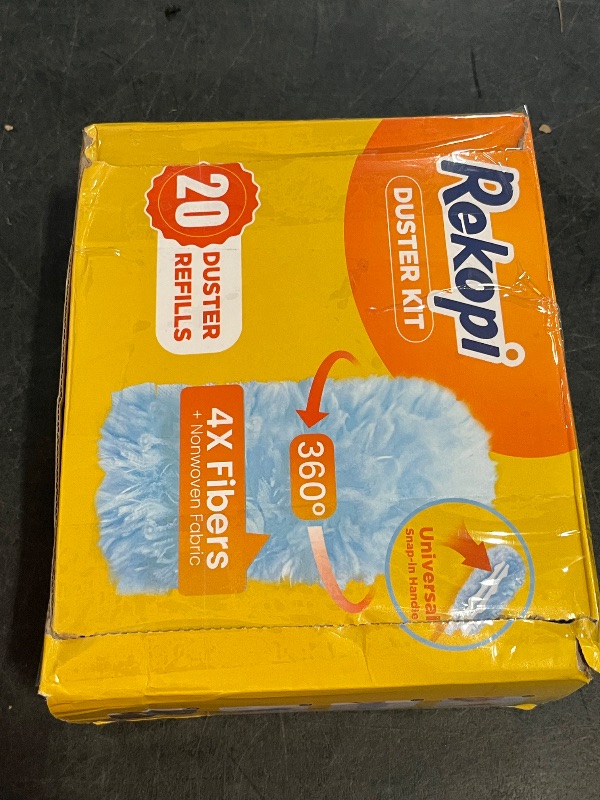 Rekopi
DUSTER KIT
20
DUSTER
REFILLS
360°
4X Fibers
+ Nonwoven Fabric
Universal
Snap-in Handle